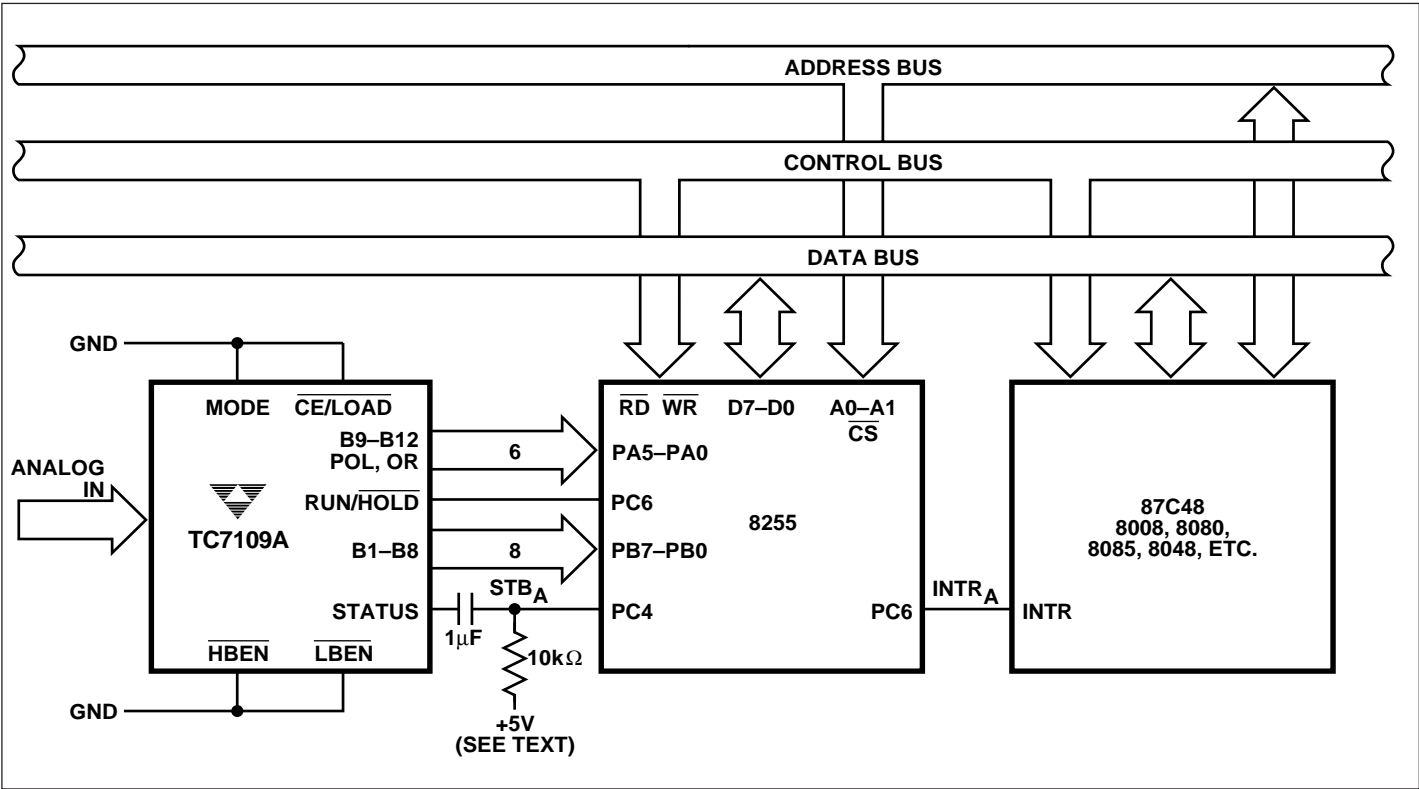 ADDRESS BUS
CONTROL BUS
DATA BUS
GND
MODE CE/LOAD
B9–B12
POL, OR
ANALOG
IN
RUN/HOLD
TC7109A
B1–B8
STATUS
HBEN LBEN
GND
6
8
1µF
STBA
10kΩ
+5V
(SEE TEXT)
RD WR D7–D0 A0–A1
CS
PA5–PA0
PC6
8255
PB7–PB0
PC4
PC6
INTRA
INTR
87C48
8008, 8080,
8085, 8048, ETC.